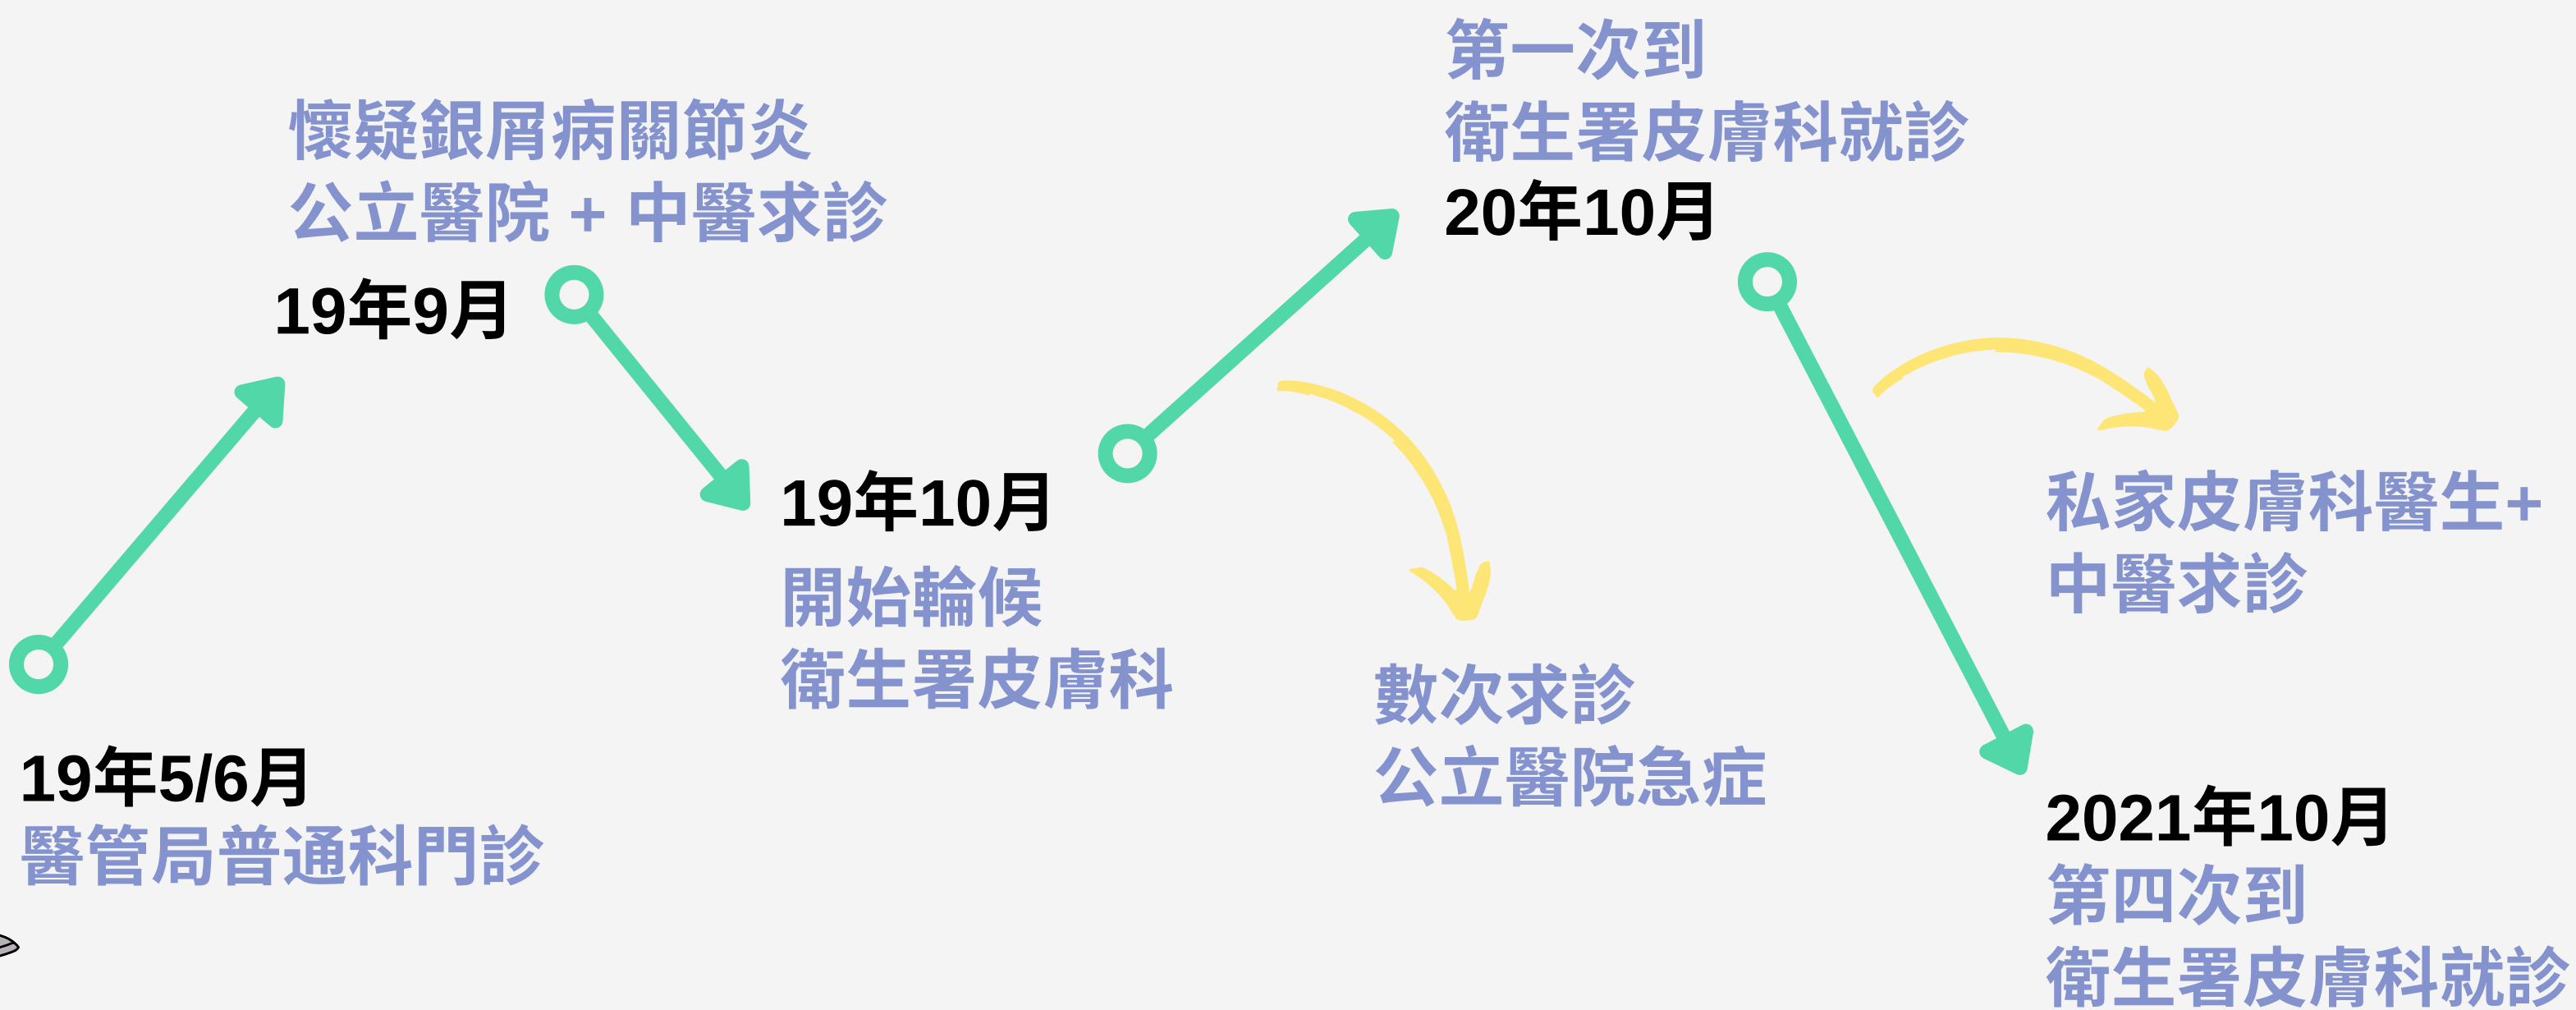 第一次到
衞生署皮膚科就診
20年10月
懷疑銀屑病關節炎
公立醫院 + 中醫求診
19年9月
19年10月
開始輪候
衞生署皮膚科
私家皮膚科醫生+
中醫求診
數次求診
公立醫院急症
19年5/6月
醫管局普通科門診
2021年10月
第四次到
衞生署皮膚科就診